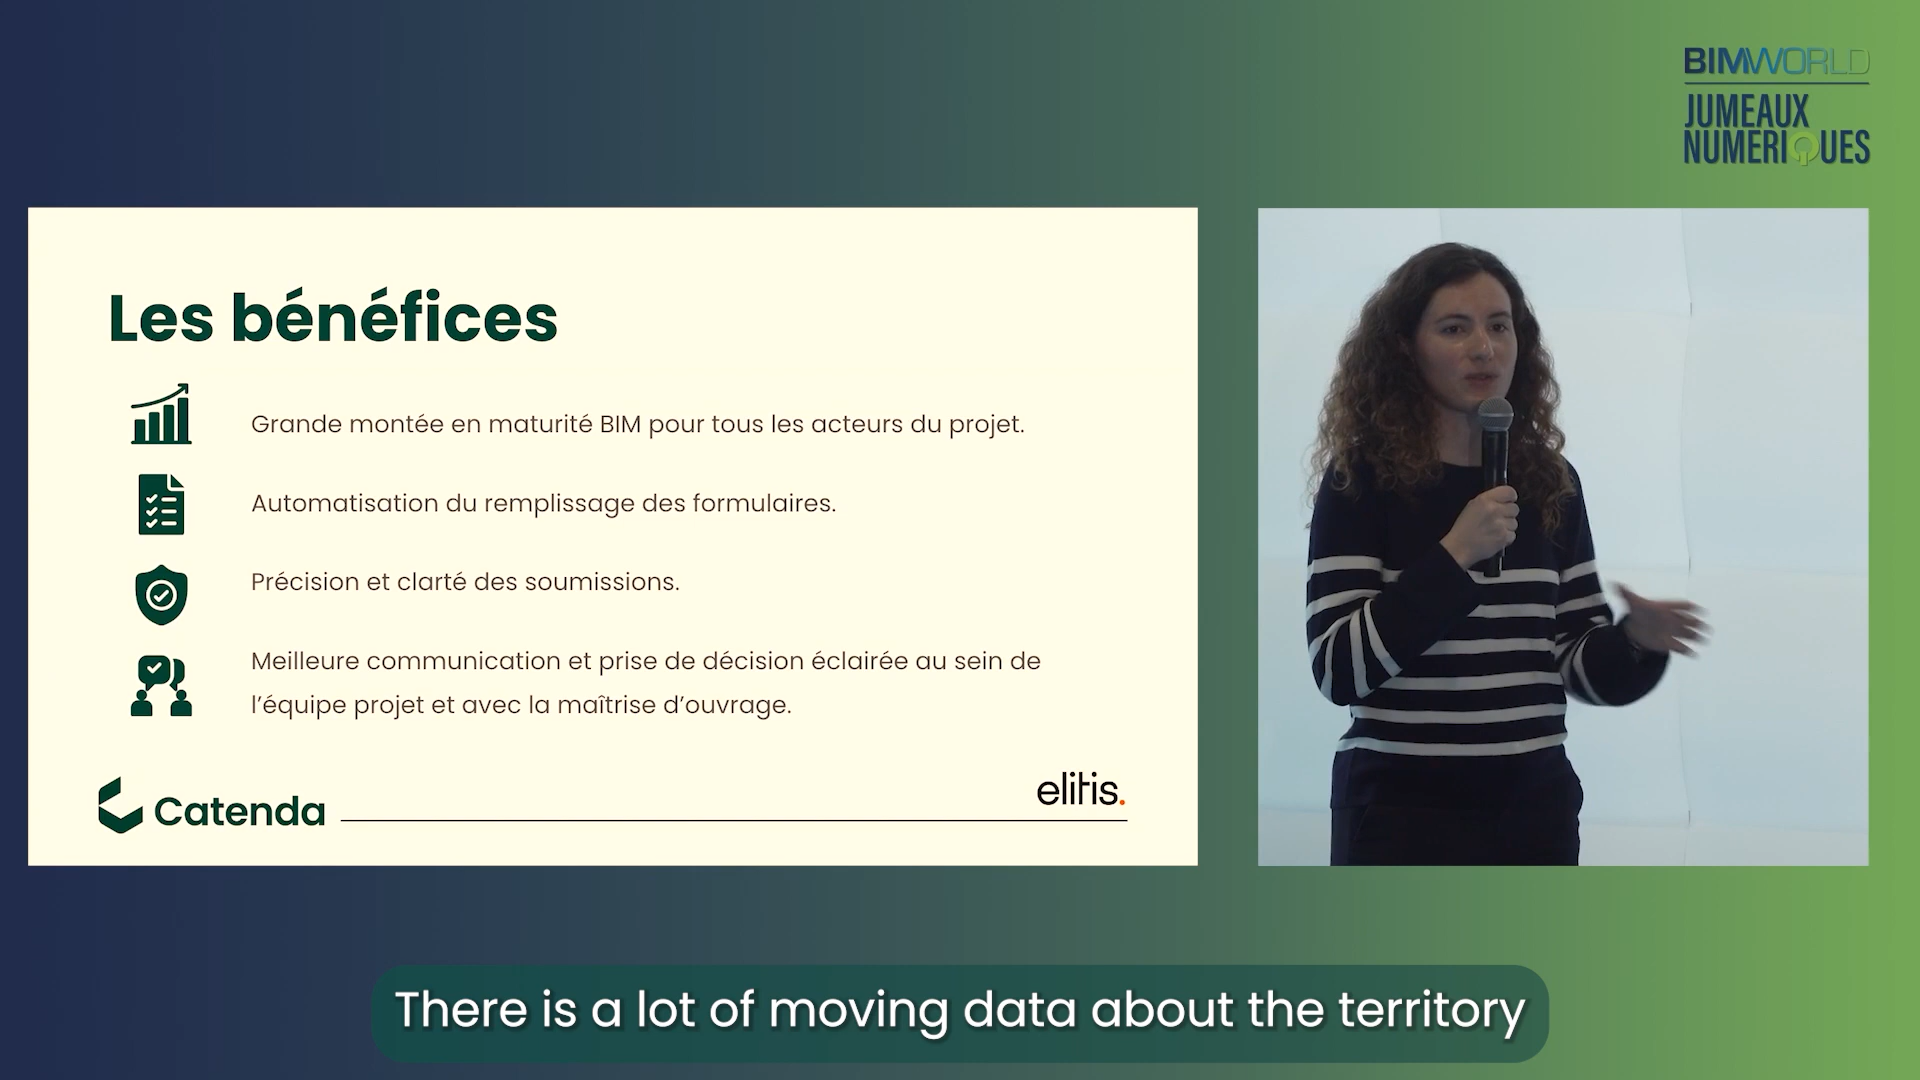 BIMWORLD
JUMEAUX
NUMERIQUES
Les bénéfices
Grande montée en maturité BIM pour tous les acteurs du projet.
Automatisation du remplissage des formulaires.
Précision et clarté des soumissions.
Meilleure communication et prise de décision éclairée au sein de
l’équipe projet et avec la maîtrise d’ouvrage.
elitis.
Catenda
There is a lot of moving data about the territory